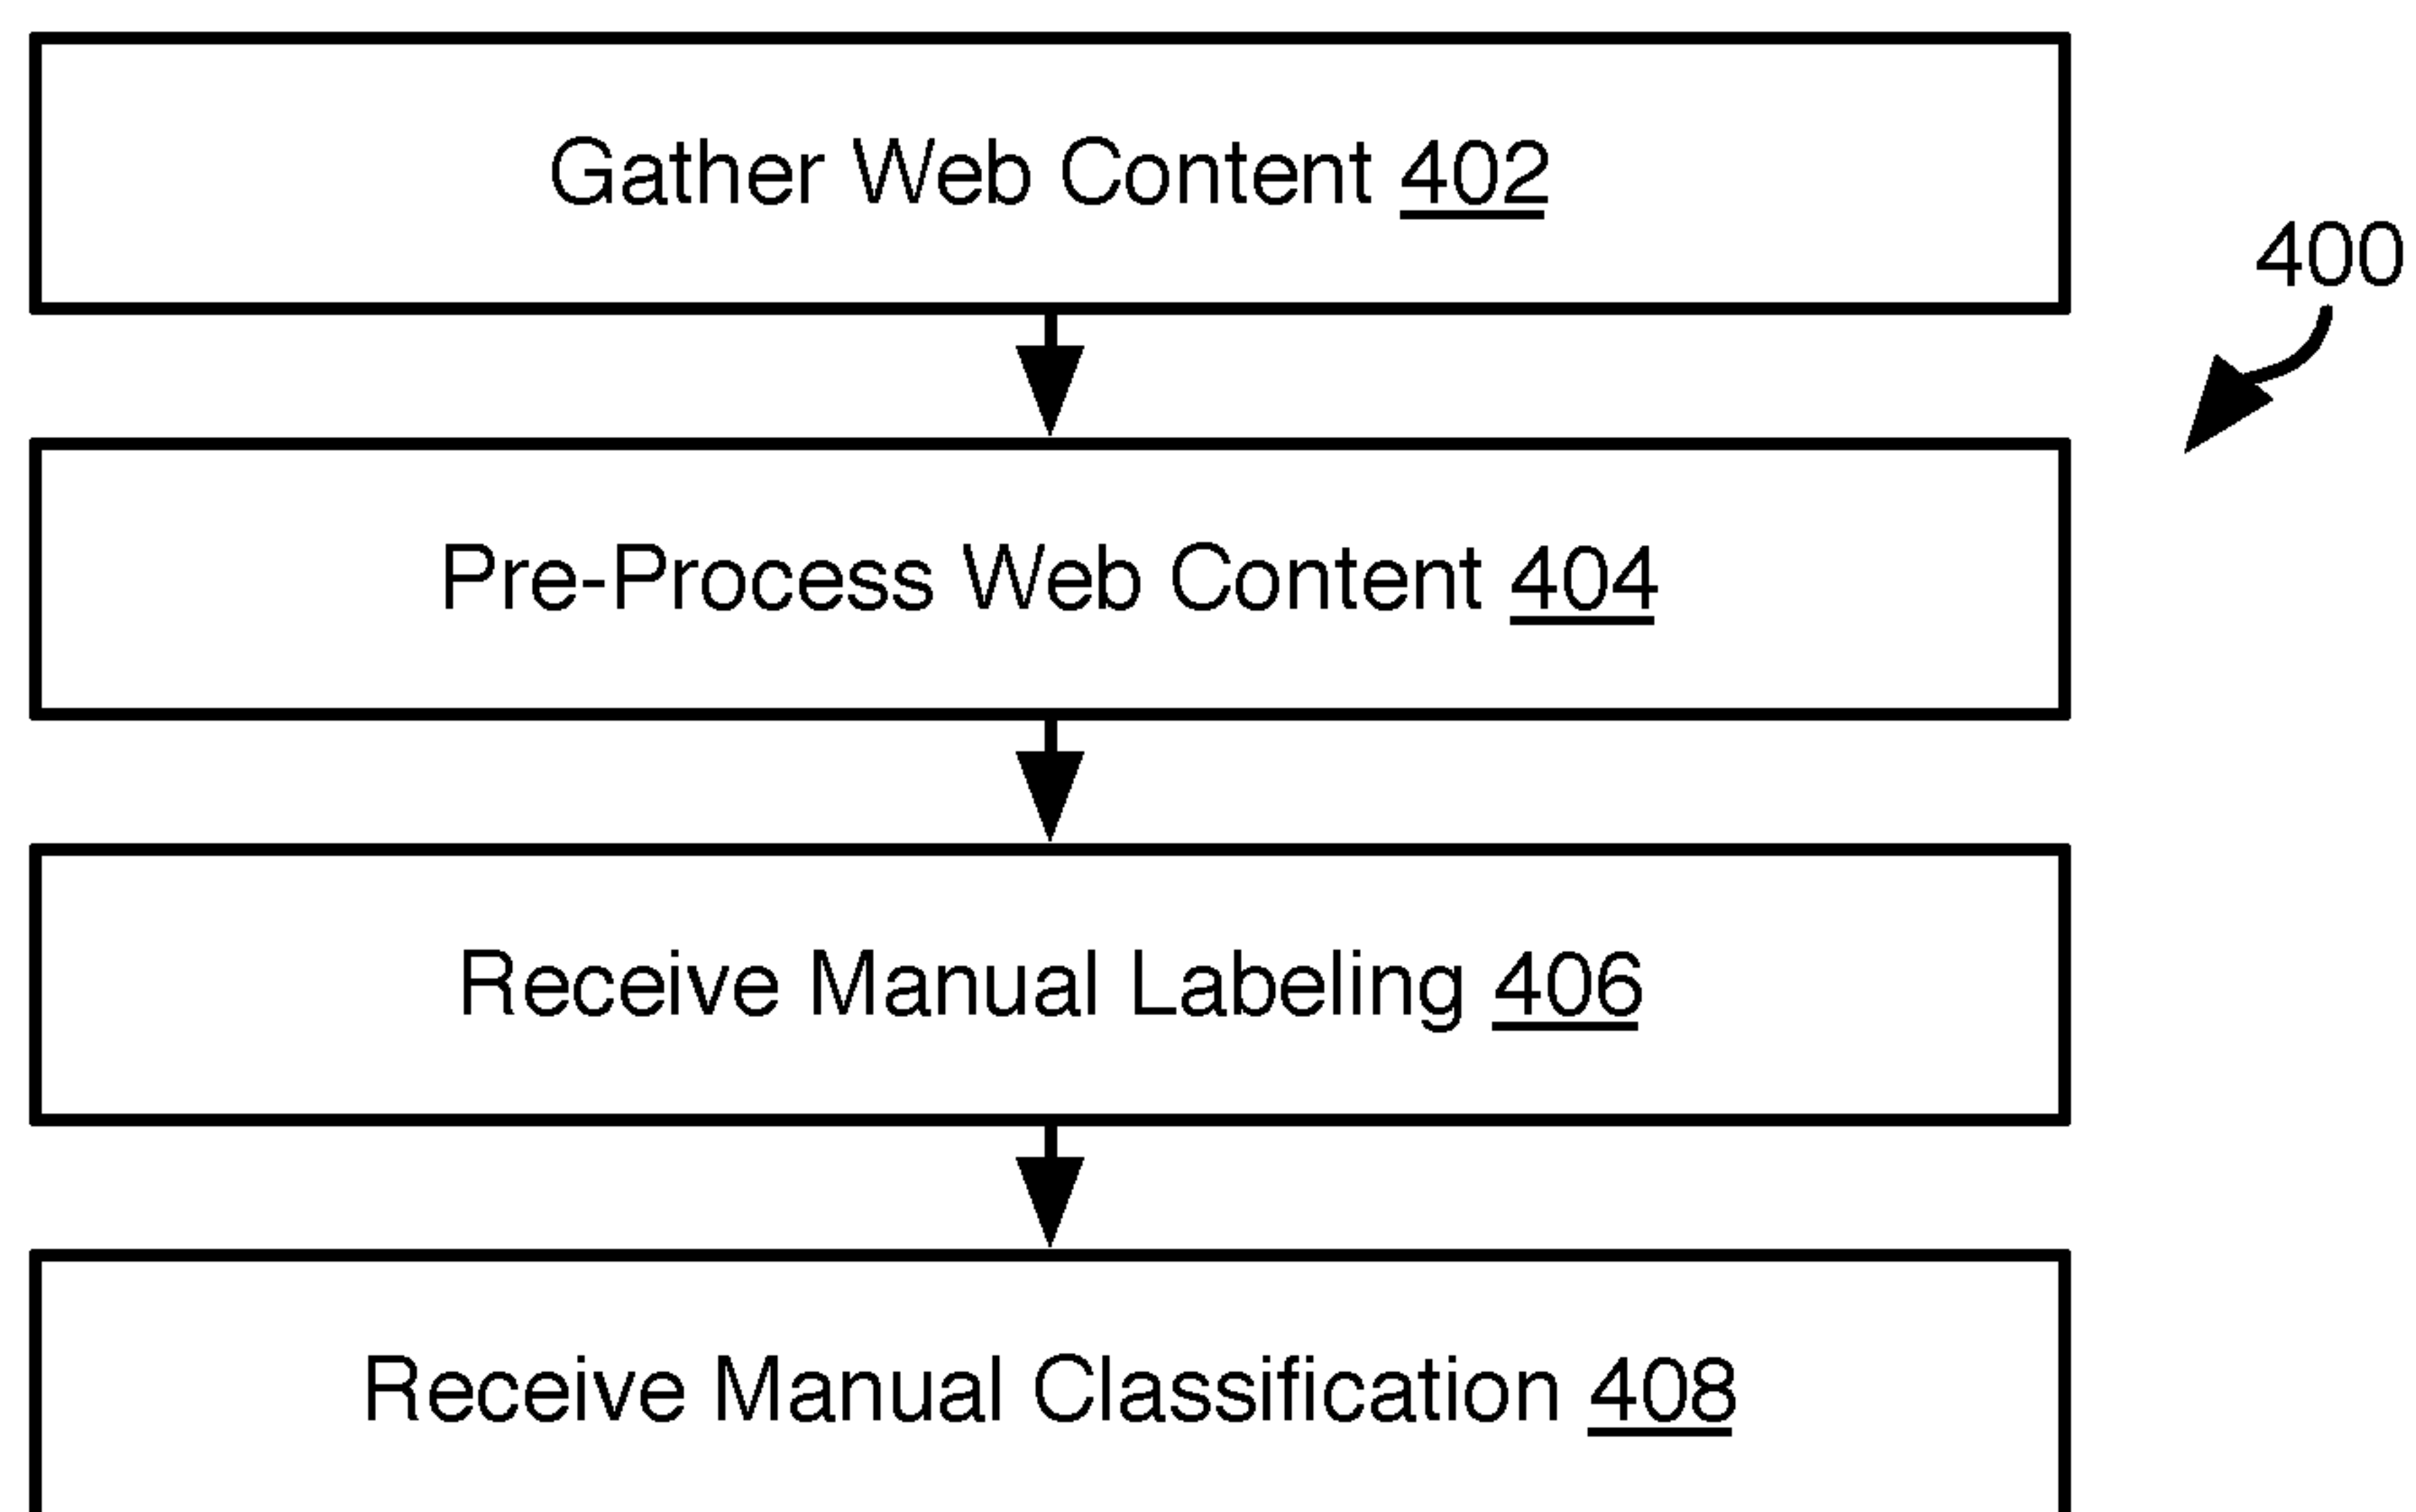 Gather Web Content 402
400
Pre-Process Web Content 404
Receive Manual Labeling 406
Receive Manual Classification 408